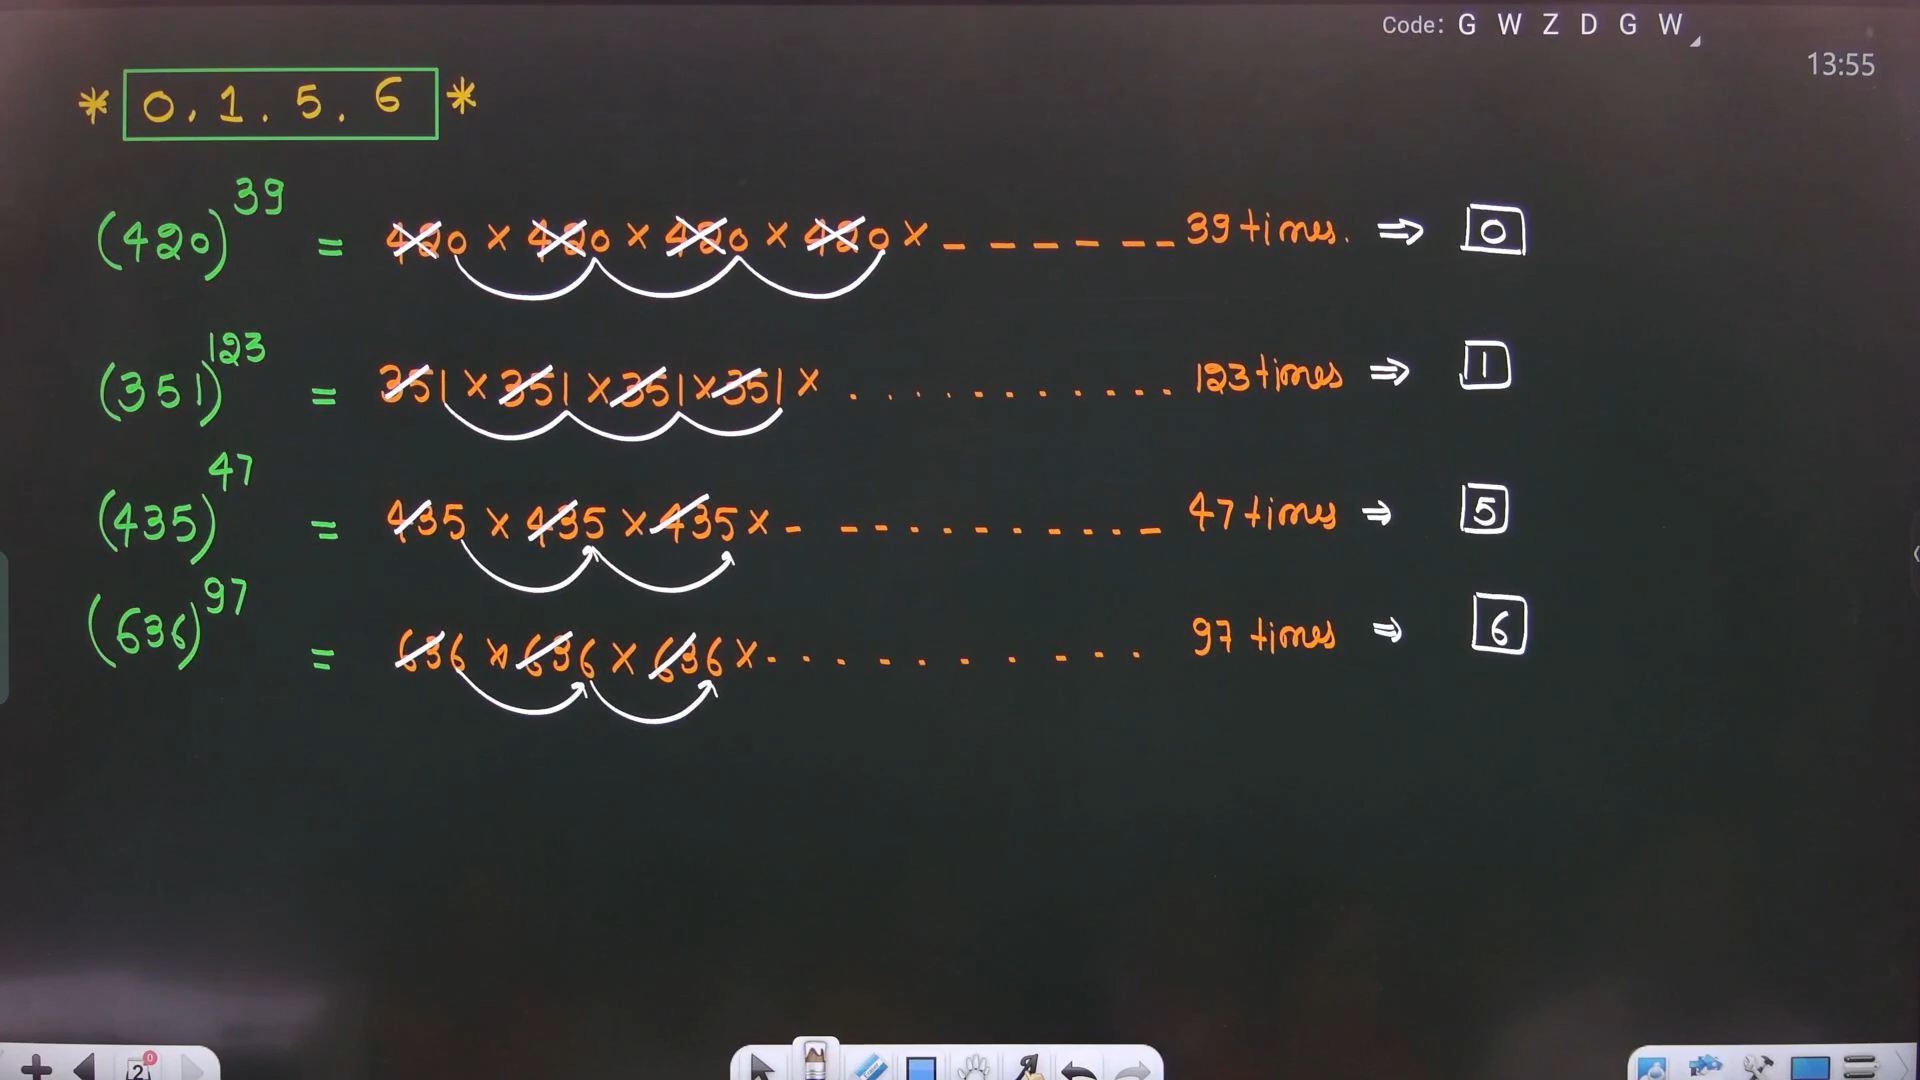 Code: G W Z D G W
13:55
* 0, 1, 5, 6 *
(420)^39 = 420 × 420 × 420 × 420 × _ _ _ _ _ _ _ 39 times. ⇒ 0
(351)^123 = 351 × 351 × 351 × 351 × . . . . . . . . . . . 123 times ⇒ 1
(435)^47 = 435 × 435 × 435 × - - - - - - - - - - - 47 times ⇒ 5
(636)^97 = 636 × 636 × 636 × . . . . . . . . . . 97 times ⇒ 6
2
0